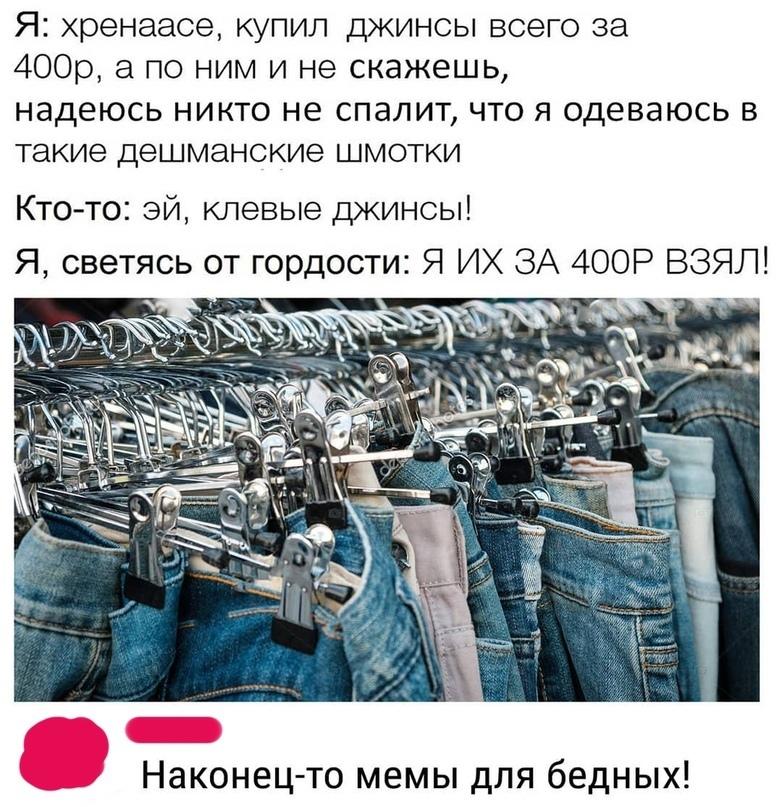 Я: хренаасе, купил джинсы всего за
400р, а по ним и не скажешь,
надеюсь никто не спалит, что я одеваюсь в
такие дешманские шмотки
Кто-то: эй, клевые джинсы!
Я, светясь от гордости: Я ИХ ЗА 400Р ВЗЯЛ!
Наконец-то мемы для бедных!